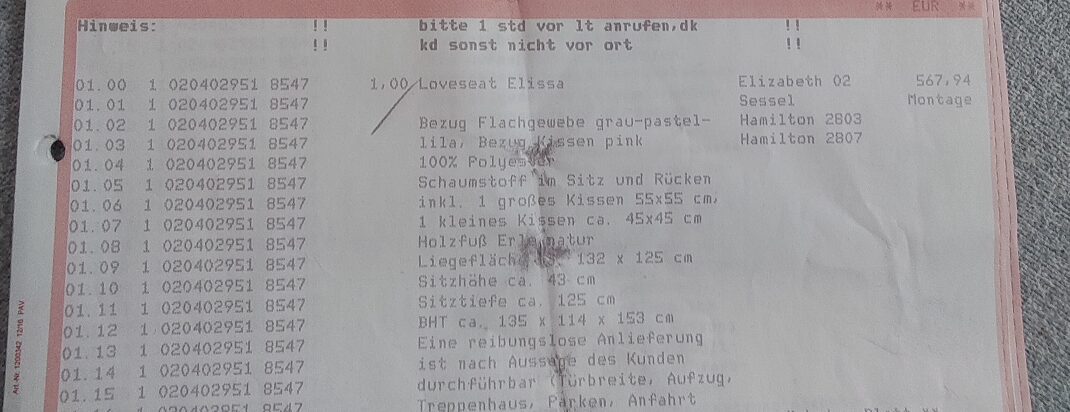 ** EUR **
Hinweis: !! bitte 1 std vor lt anrufen,dk !!
!! kd sonst nicht vor ort !!
01.00 1 020402951 8547 1,00 Loveseat Elissa Elizabeth 02 567,94
01.01 1 020402951 8547 Sessel Montage
01.02 1 020402951 8547 Bezug Flachgewebe grau-pastel- Hamilton 2803
01.03 1 020402951 8547 lila, Bezug Kissen pink Hamilton 2807
01.04 1 020402951 8547 100% Polyester
01.05 1 020402951 8547 Schaumstoff im Sitz und Rücken
01.06 1 020402951 8547 inkl. 1 großes Kissen 55x55 cm,
01.07 1 020402951 8547 1 kleines Kissen ca. 45x45 cm
01.08 1 020402951 8547 Holzfuß Erle natur
01.09 1 020402951 8547 Liegefläche 132 x 125 cm
01.10 1 020402951 8547 Sitzhöhe ca. 43 cm
01.11 1 020402951 8547 Sitztiefe ca. 125 cm
01.12 1 020402951 8547 BHT ca. 135 x 114 x 153 cm
01.13 1 020402951 8547 Eine reibungslose Anlieferung
01.14 1 020402951 8547 ist nach Aussage des Kunden
01.15 1 020402951 8547 durchführbar (Türbreite, Aufzug,
020402951 8547 Treppenhaus, Parken, Anfahrt
Art.-Nr. 1200342 12/16 PAV